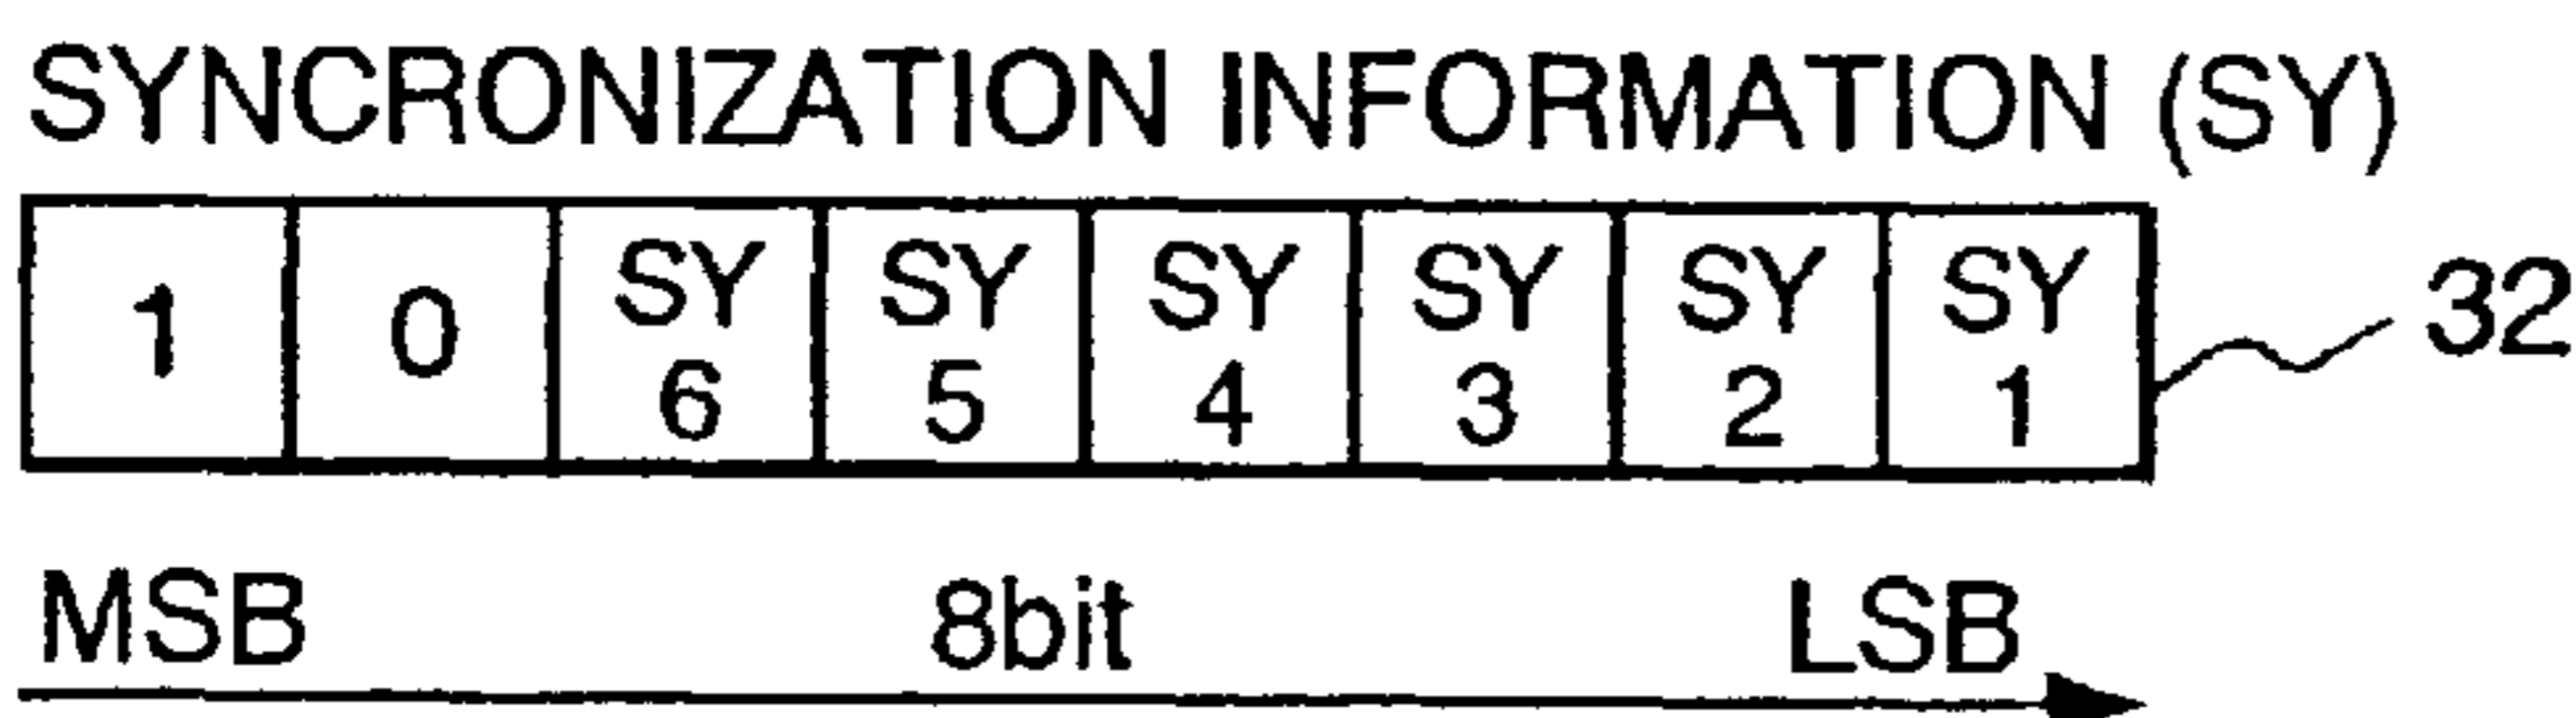 SYNCRONIZATION INFORMATION (SY)
1 0 SY 6 SY 5 SY 4 SY 3 SY 2 SY 1 32
MSB 8bit LSB